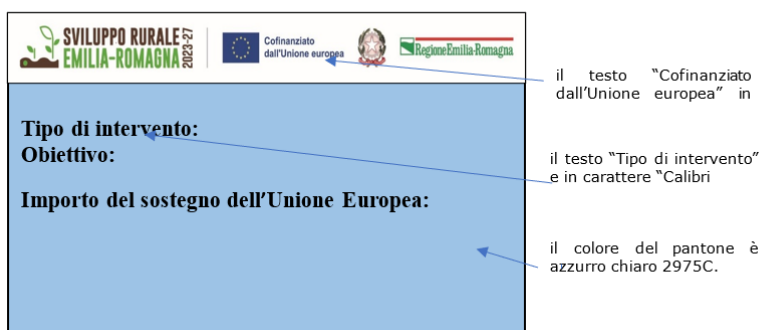 SVILUPPO RURALE
EMILIA-ROMAGNA
2023-27
Cofinanziato
dall'Unione europea
RegioneEmilia-Romagna
Tipo di intervento:
Obiettivo:
Importo del sostegno dell'Unione Europea:
il testo “Cofinanziato
dall'Unione europea” in
il testo “Tipo di intervento”
e in carattere “Calibri
il colore del pantone è
azzurro chiaro 2975C.